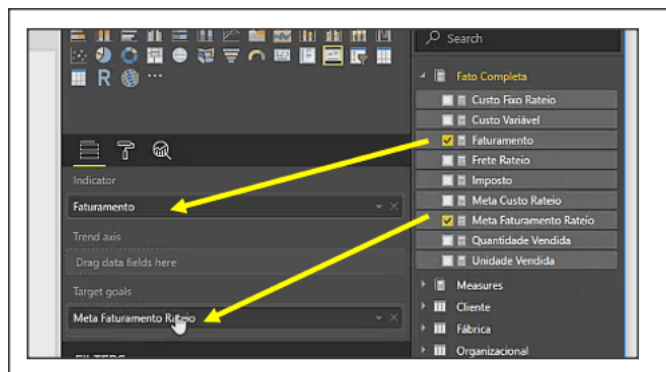 R
Search
Fato Completa
Custo Fixo Rateio
Custo Variável
Faturamento
Frete Rateio
Imposto
Meta Custo Rateio
Meta Faturamento Rateio
Quantidade Vendida
Unidade Vendida
Measures
Cliente
Fábrica
Organizacional
Indicator
Faturamento
Trend axis
Drag data fields here
Target goals
Meta Faturamento Rateio
FILTERS